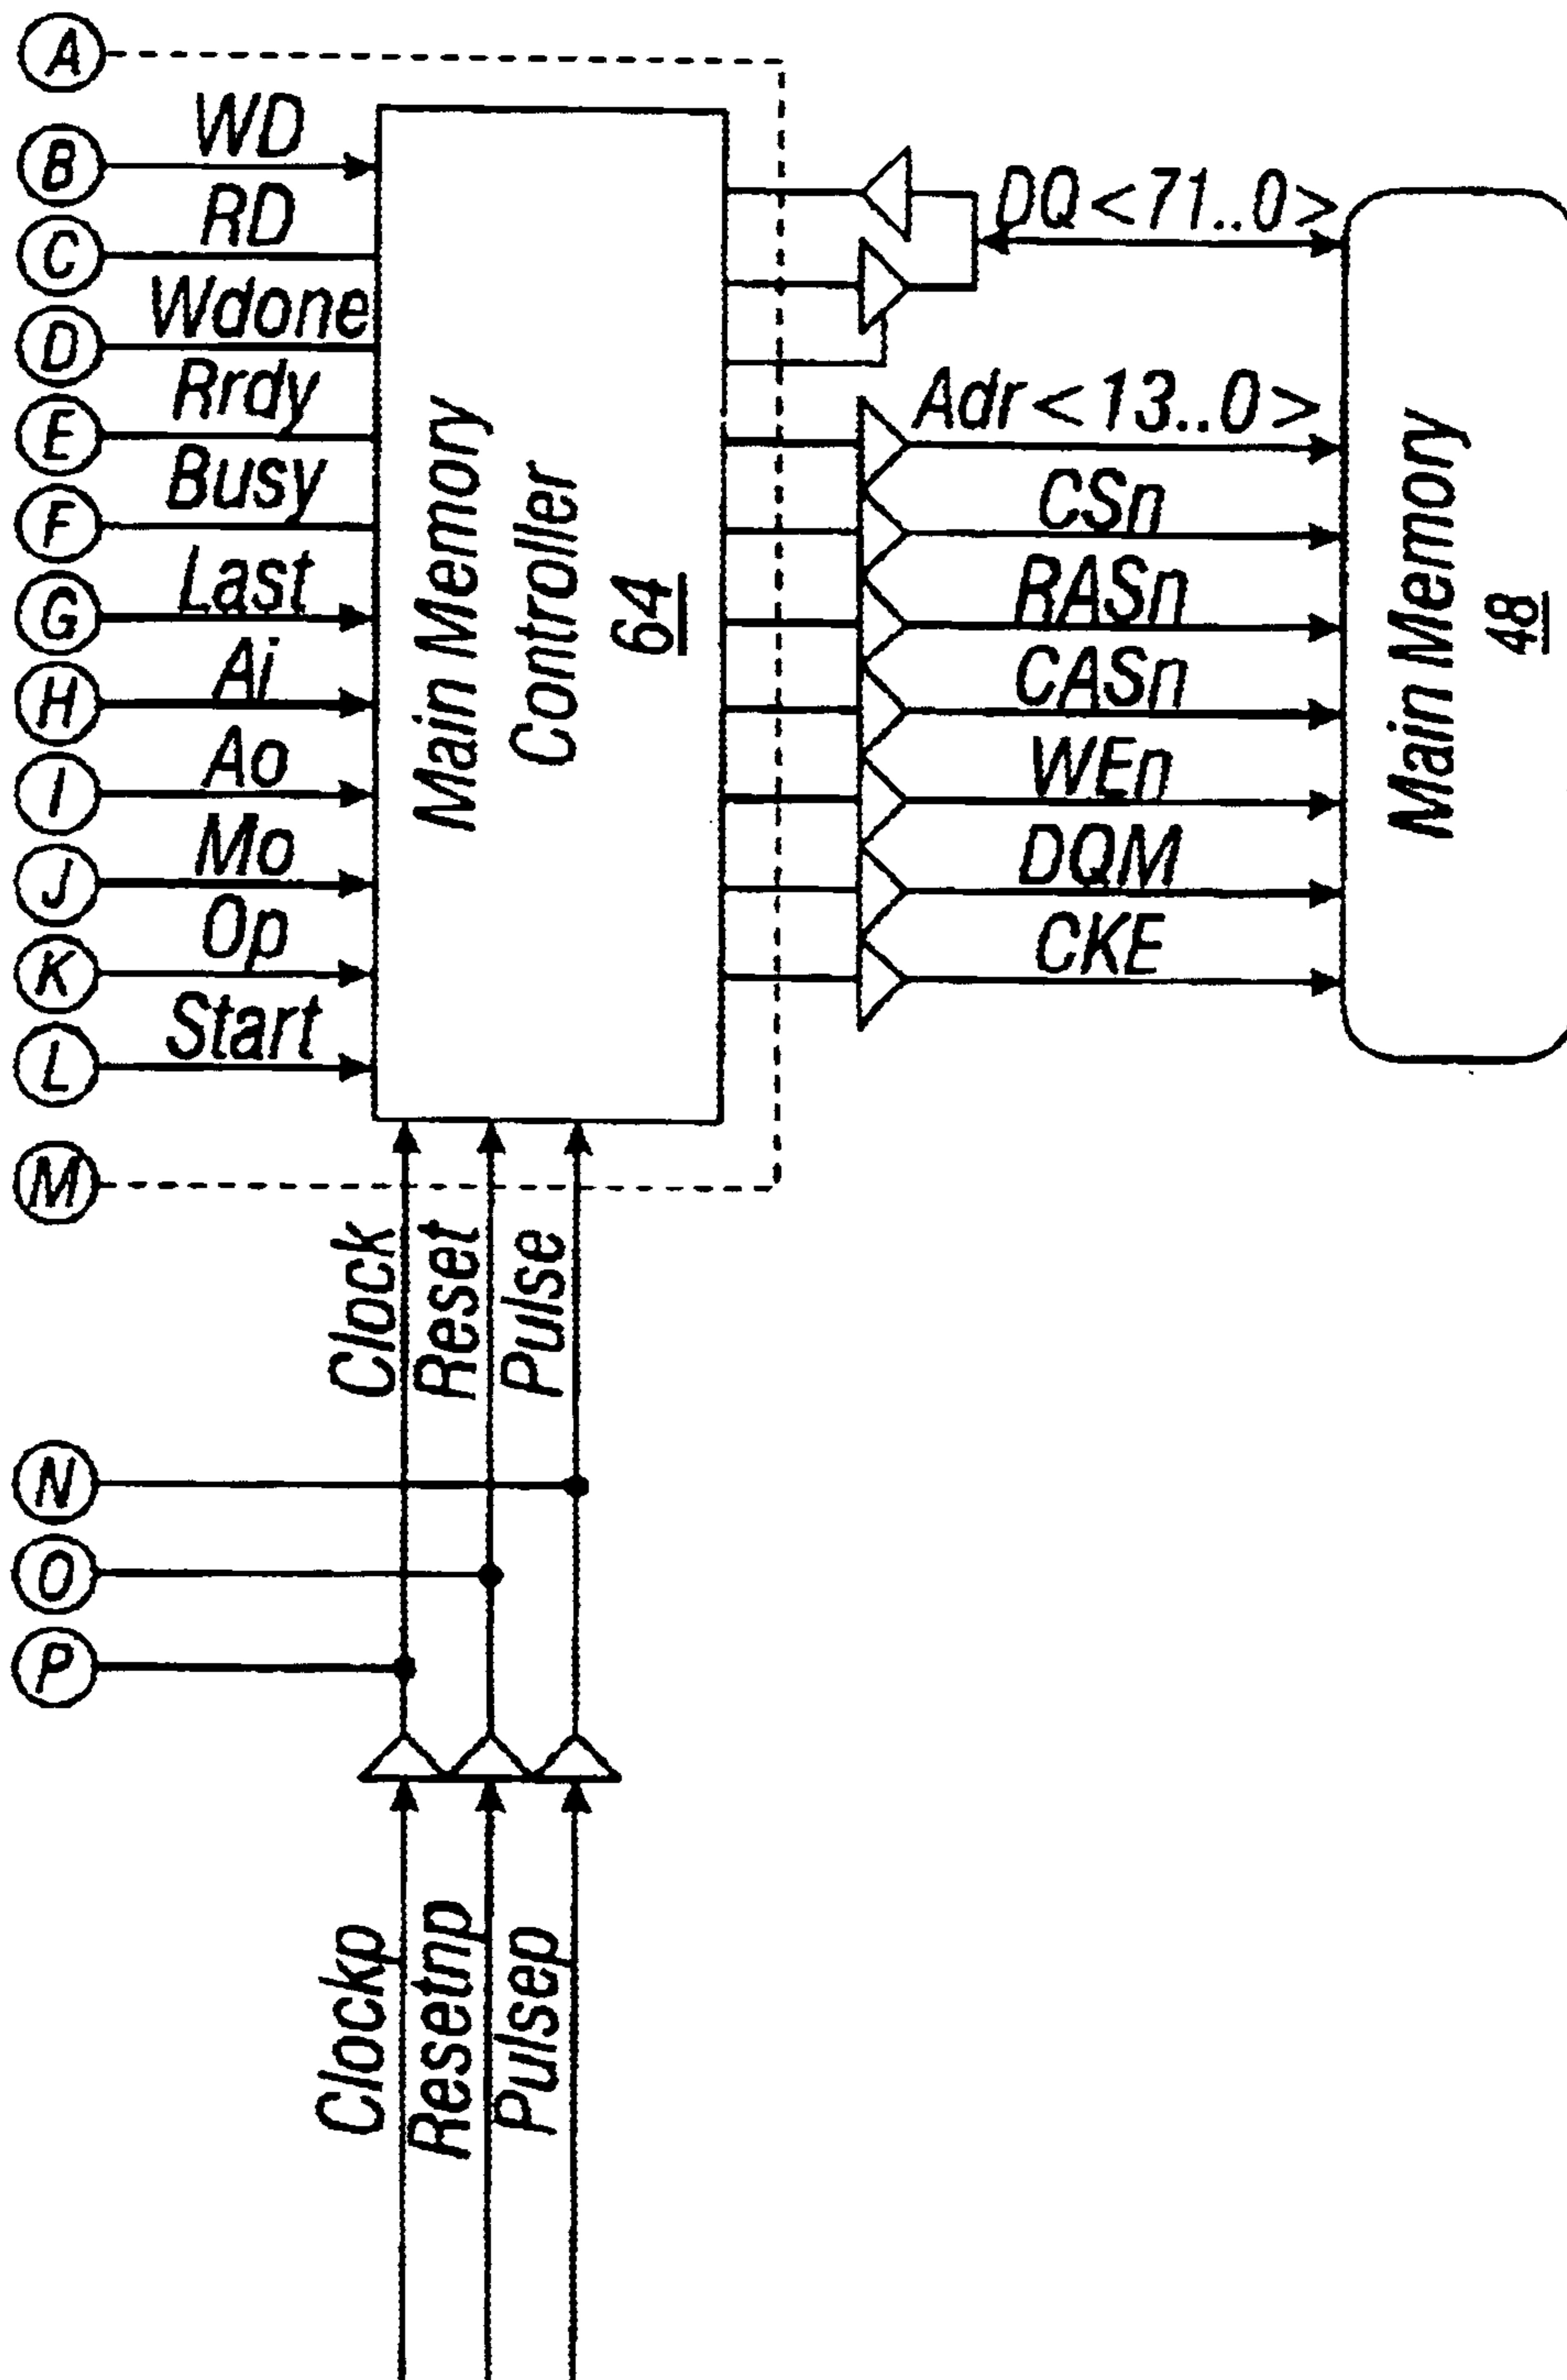 A
B WD
C RD
D Wdone
E Rrdy
F Busy
G Last
H Ai
I Ao
J Mo
K Op
L Start
M
Main Memory
Controller
64
DQ<71..0>
Adr<13..0>
CSn
RASn
CASn
WEn
DQM
CKE
Main Memory
48
Clock
Reset
Pulse
N
O
P
Clockp
Resetnp
Pulsep